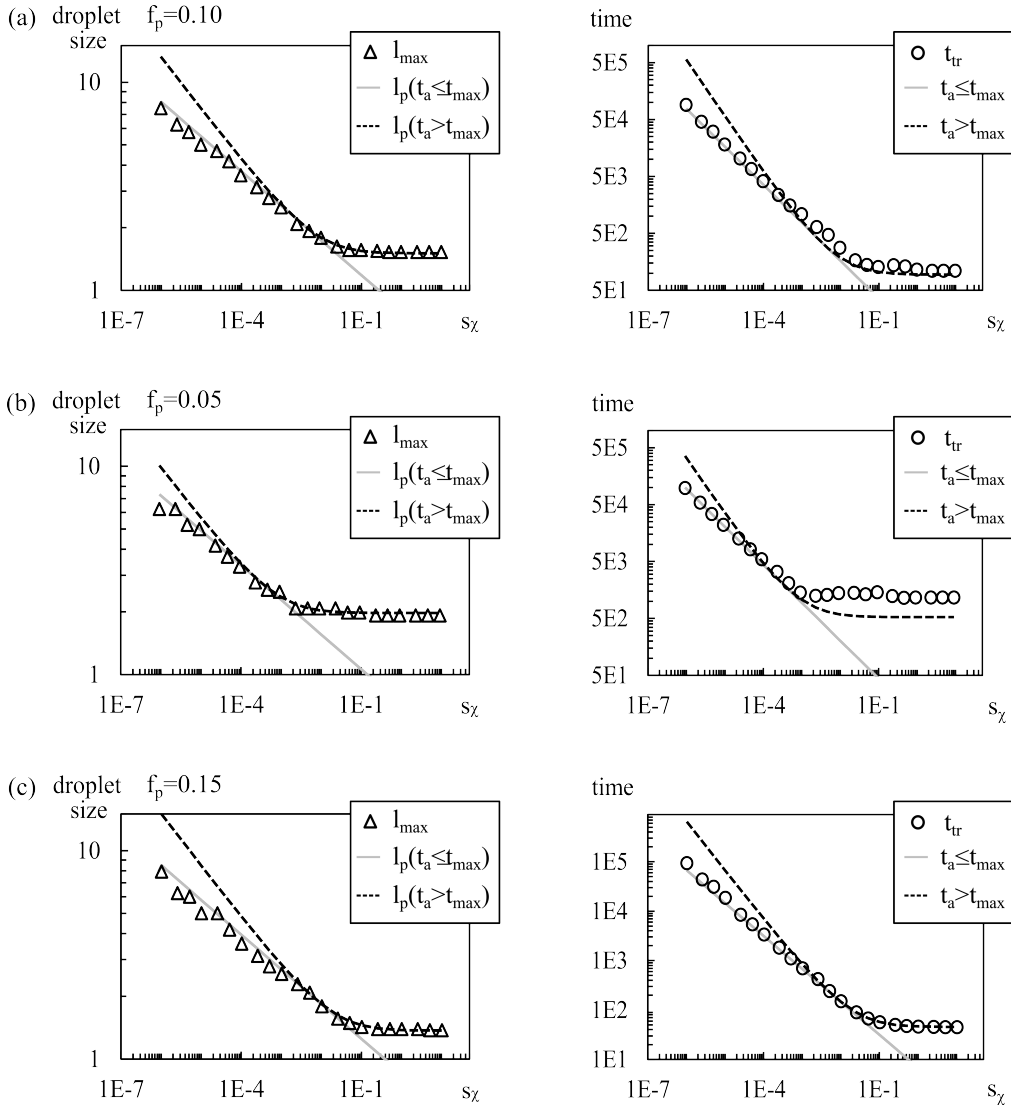 (a) droplet size f_p=0.10
10
1
1E-7 1E-4 1E-1 s_χ
l_max
l_p(t_a≤t_max)
l_p(t_a>t_max)
time
5E5
5E4
5E3
5E2
5E1
1E-7 1E-4 1E-1 s_χ
t_tr
t_a≤t_max
t_a>t_max
(b) droplet size f_p=0.05
10
1
1E-7 1E-4 1E-1 s_χ
l_max
l_p(t_a≤t_max)
l_p(t_a>t_max)
time
5E5
5E4
5E3
5E2
5E1
1E-7 1E-4 1E-1 s_χ
t_tr
t_a≤t_max
t_a>t_max
(c) droplet size f_p=0.15
10
1
1E-7 1E-4 1E-1 s_χ
l_max
l_p(t_a≤t_max)
l_p(t_a>t_max)
time
1E5
1E4
1E3
1E2
1E1
1E-7 1E-4 1E-1 s_χ
t_tr
t_a≤t_max
t_a>t_max